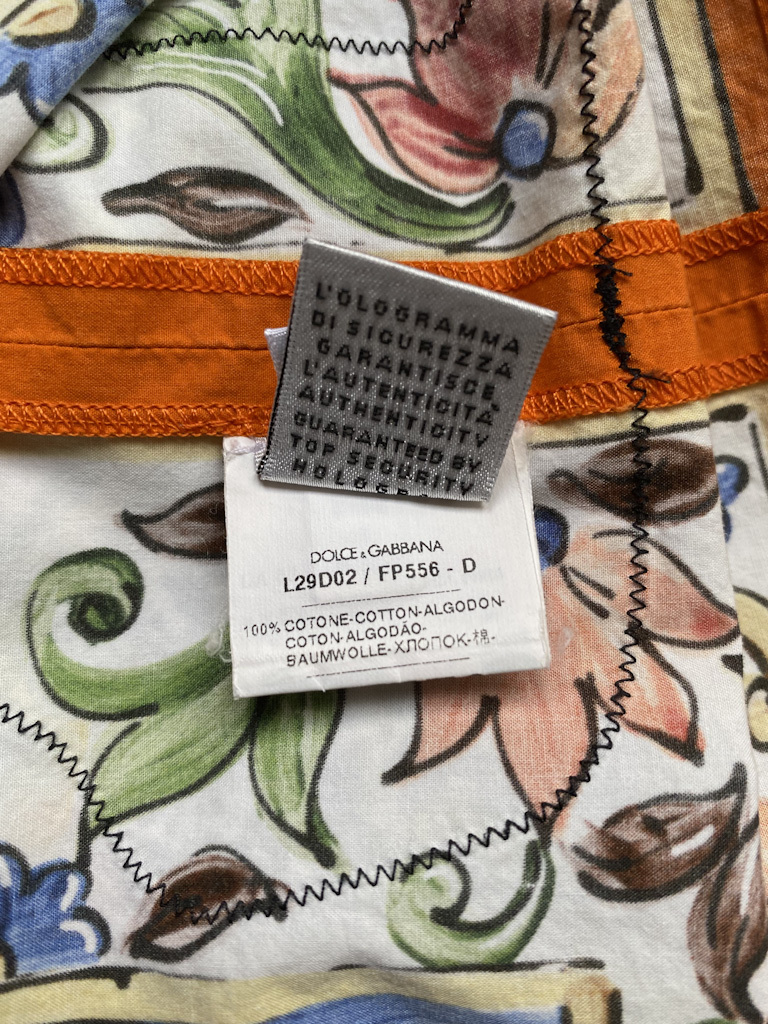 L'OLOGRAMMA
DI SICUREZZA
GARANTISCE
L'AUTENTICITÀ
AUTHENTICITY
GUARANTEED BY
TOP SECURITY
DOLCE & GABBANA
L29D02 / FP556 - D
100% COTONE-COTTON-ALGODON-
COTON-ALGODÃO-
BAUMWOLLE-ХЛОПОК-棉-